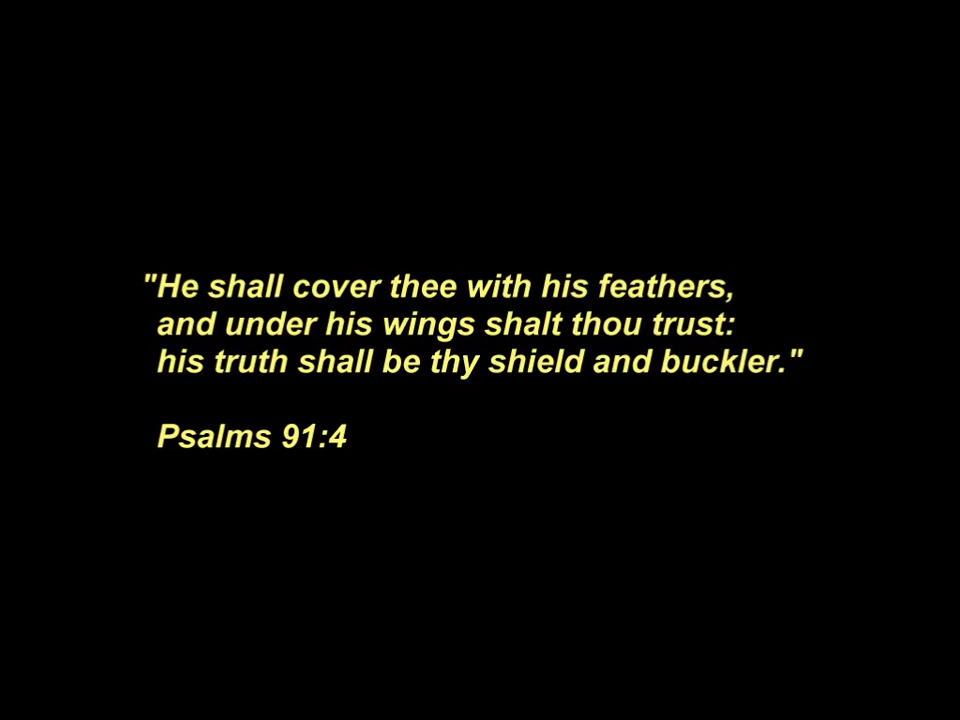 "He shall cover thee with his feathers,
and under his wings shalt thou trust:
his truth shall be thy shield and buckler."
Psalms 91:4